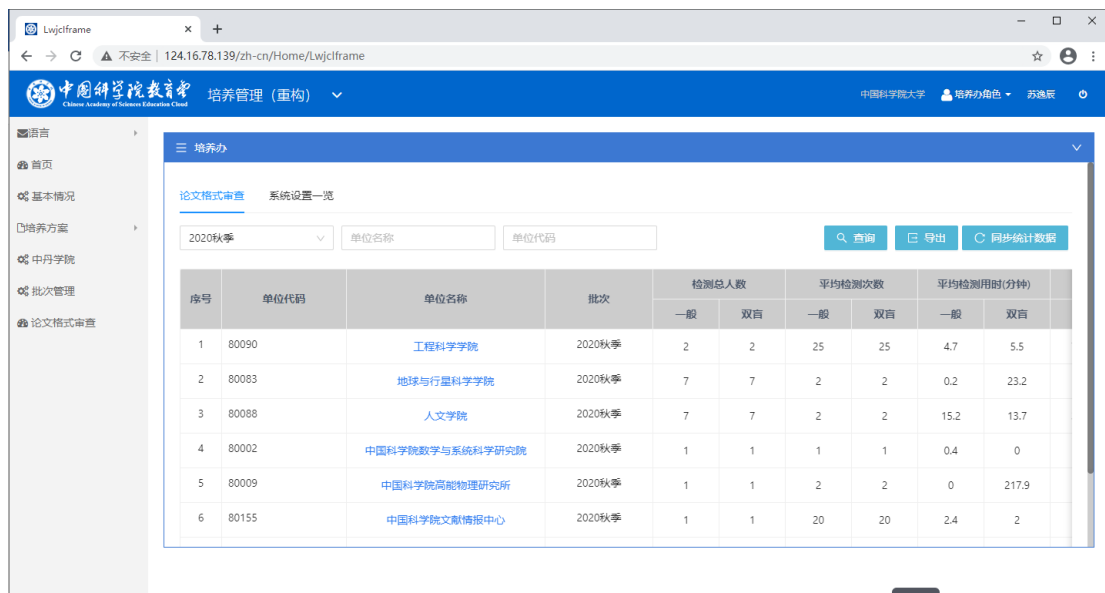 LwjcIframe
不安全 | 124.16.78.139/zh-cn/Home/LwjcIframe
中国科学院教育云 培养管理（重构） 中国科学院大学 培养办角色 苏逸辰
Chinese Academy of Sciences Education Cloud
语言
首页
基本情况
培养方案
中丹学院
批次管理
论文格式审查
培养办
论文格式审查 系统设置一览
2020秋季 单位名称 单位代码 查询 导出 同步统计数据
序号 单位代码 单位名称 批次 检测总人数 平均检测次数 平均检测用时(分钟)
一般 双盲 一般 双盲 一般 双盲
1 80090 工程科学学院 2020秋季 2 2 25 25 4.7 5.5
2 80083 地球与行星科学学院 2020秋季 7 7 2 2 0.2 23.2
3 80088 人文学院 2020秋季 7 7 2 2 15.2 13.7
4 80002 中国科学院数学与系统科学研究院 2020秋季 1 1 1 1 0.4 0
5 80009 中国科学院高能物理研究所 2020秋季 1 1 2 2 0 217.9
6 80155 中国科学院文献情报中心 2020秋季 1 1 20 20 2.4 2